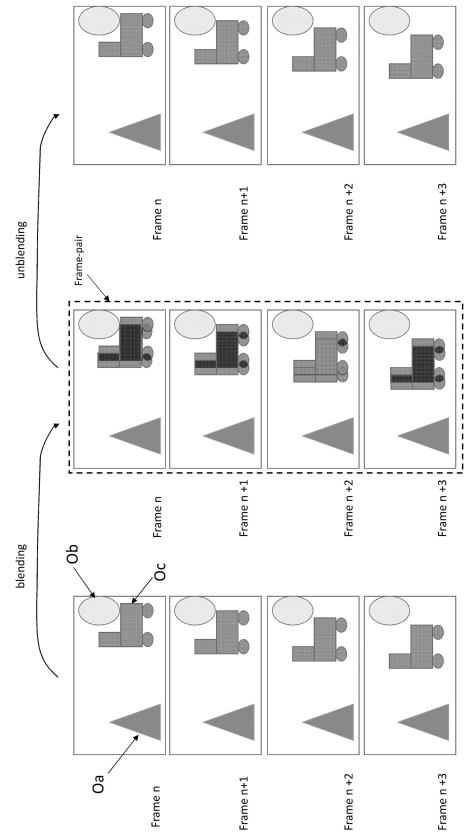 blending
unblending
Frame-pair
Oa
Ob
Oc
Frame n
Frame n+1
Frame n +2
Frame n +3
Frame n
Frame n+1
Frame n +2
Frame n +3
Frame n
Frame n+1
Frame n +2
Frame n +3